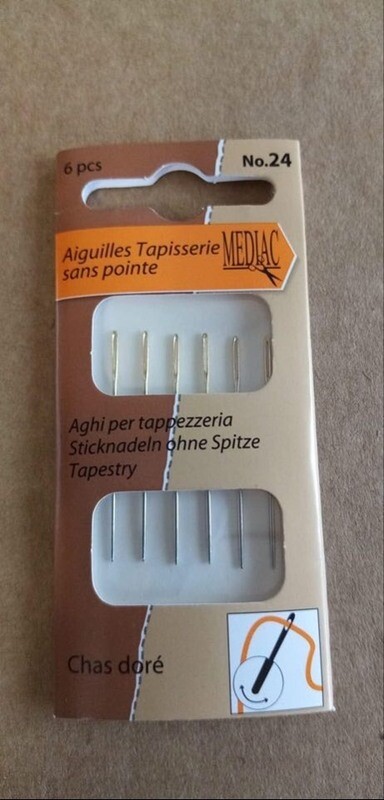 6 pcs
No.24
Aiguilles Tapisserie
sans pointe
MEDIAC
Aghi per tappezzeria
Sticknadeln ohne Spitze
Tapestry
Chas doré